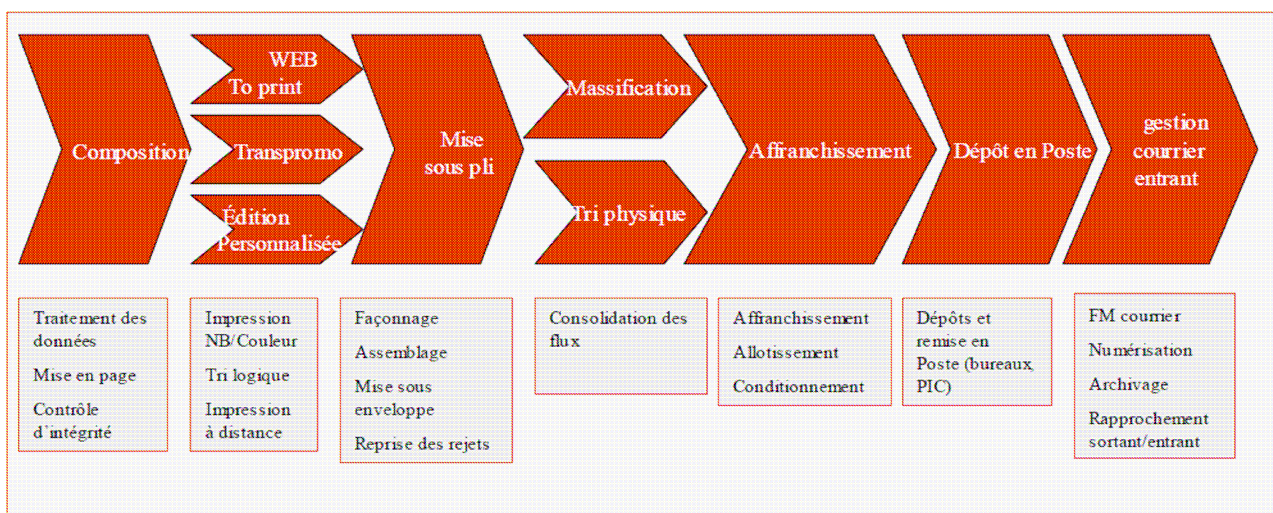 Composition
WEB
To print
Transpromo
Édition
Personnalisée
Mise
sous pli
Massification
Tri physique
Affranchissement
Dépôt en Poste
gestion
courrier
entrant
Traitement des
données
Mise en page
Contrôle
d’intégrité
Impression
NB/Couleur
Tri logique
Impression
à distance
Façonnage
Assemblage
Mise sous
enveloppe
Reprise des rejets
Consolidation des
flux
Affranchissement
Allotissement
Conditionnement
Dépôts et
remise en
Poste (bureaux,
PIC)
FM courrier
Numérisation
Archivage
Rapprochement
sortant/entrant